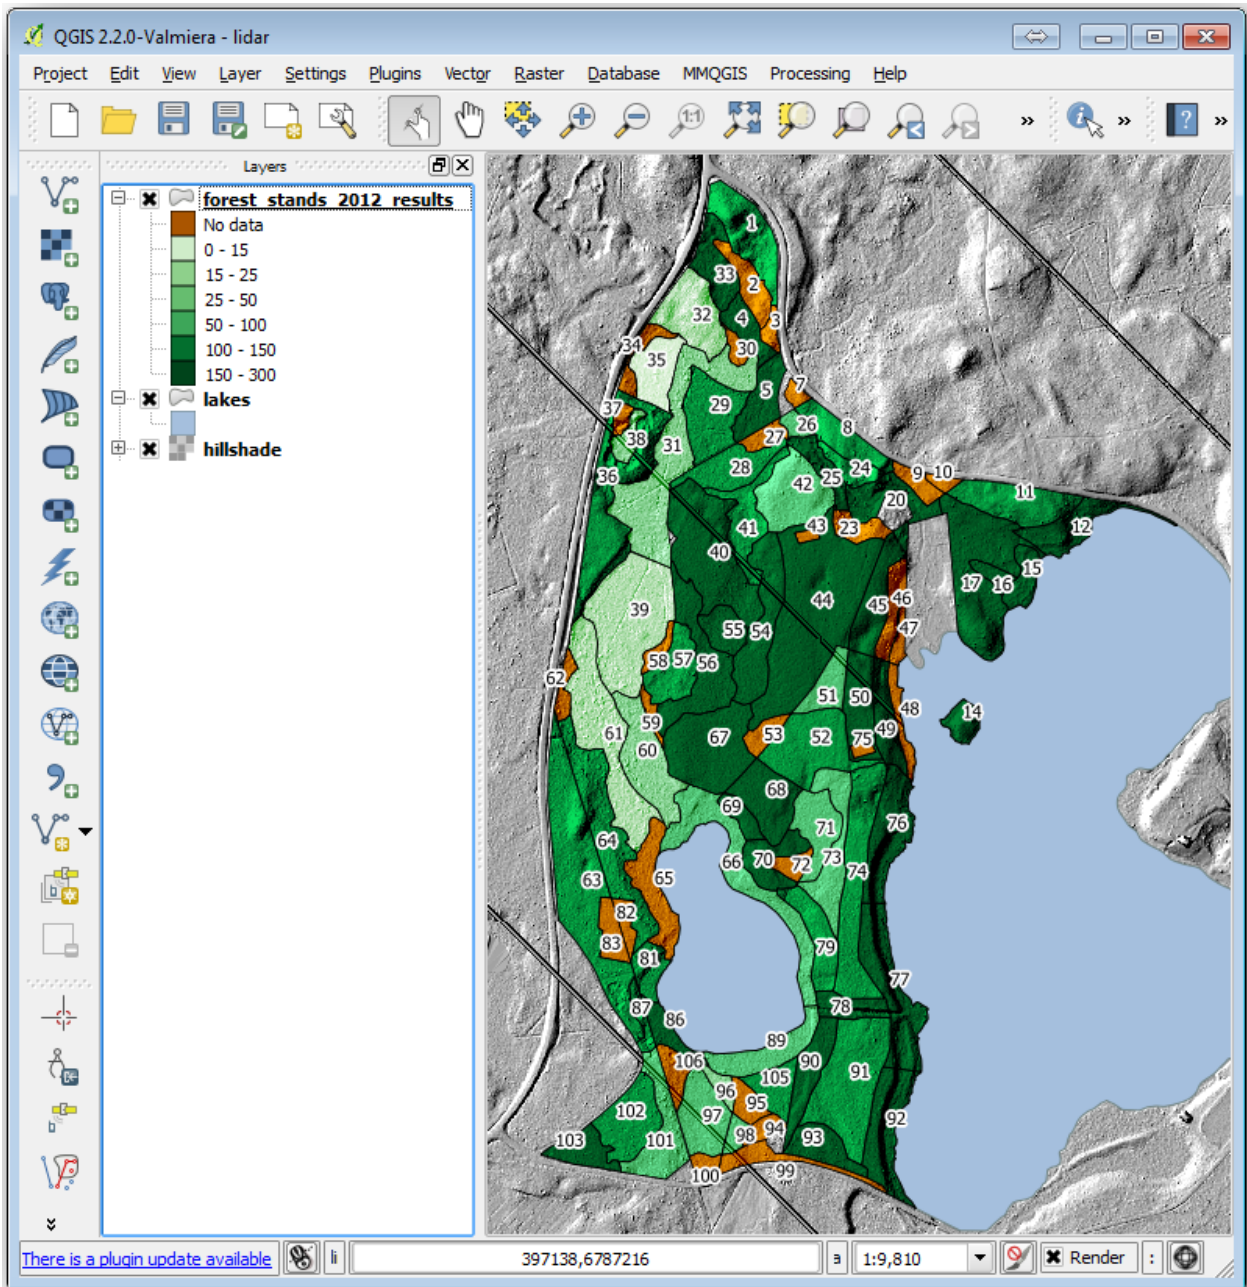 QGIS 2.2.0-Valmiera - lidar
Project Edit View Layer Settings Plugins Vector Raster Database MMQGIS Processing Help
1:1 » » ? »
Layers
forest_stands_2012_results
No data
0 - 15
15 - 25
25 - 50
50 - 100
100 - 150
150 - 300
lakes
hillshade
1
33 2
32 4 3
34 35 30
37 29 5 7
38 31 27 26 8
36 28 42 25 24 9 10
20 11
41 43 23 12
40
15
39 44 45 46 17 16
55 54 47
58 57 56
62 51 50 48 14
59 49
61 60 67 53 52 75
68
69
64 71 76
66 70 72 73 74
63 65
82
83 79
81
77
87 86 78
89
106 90
105 91
96
102 97 95
103 101 98 94 93 92
100 99
There is a plugin update available li 397138,6787216 a 1:9,810 Render :